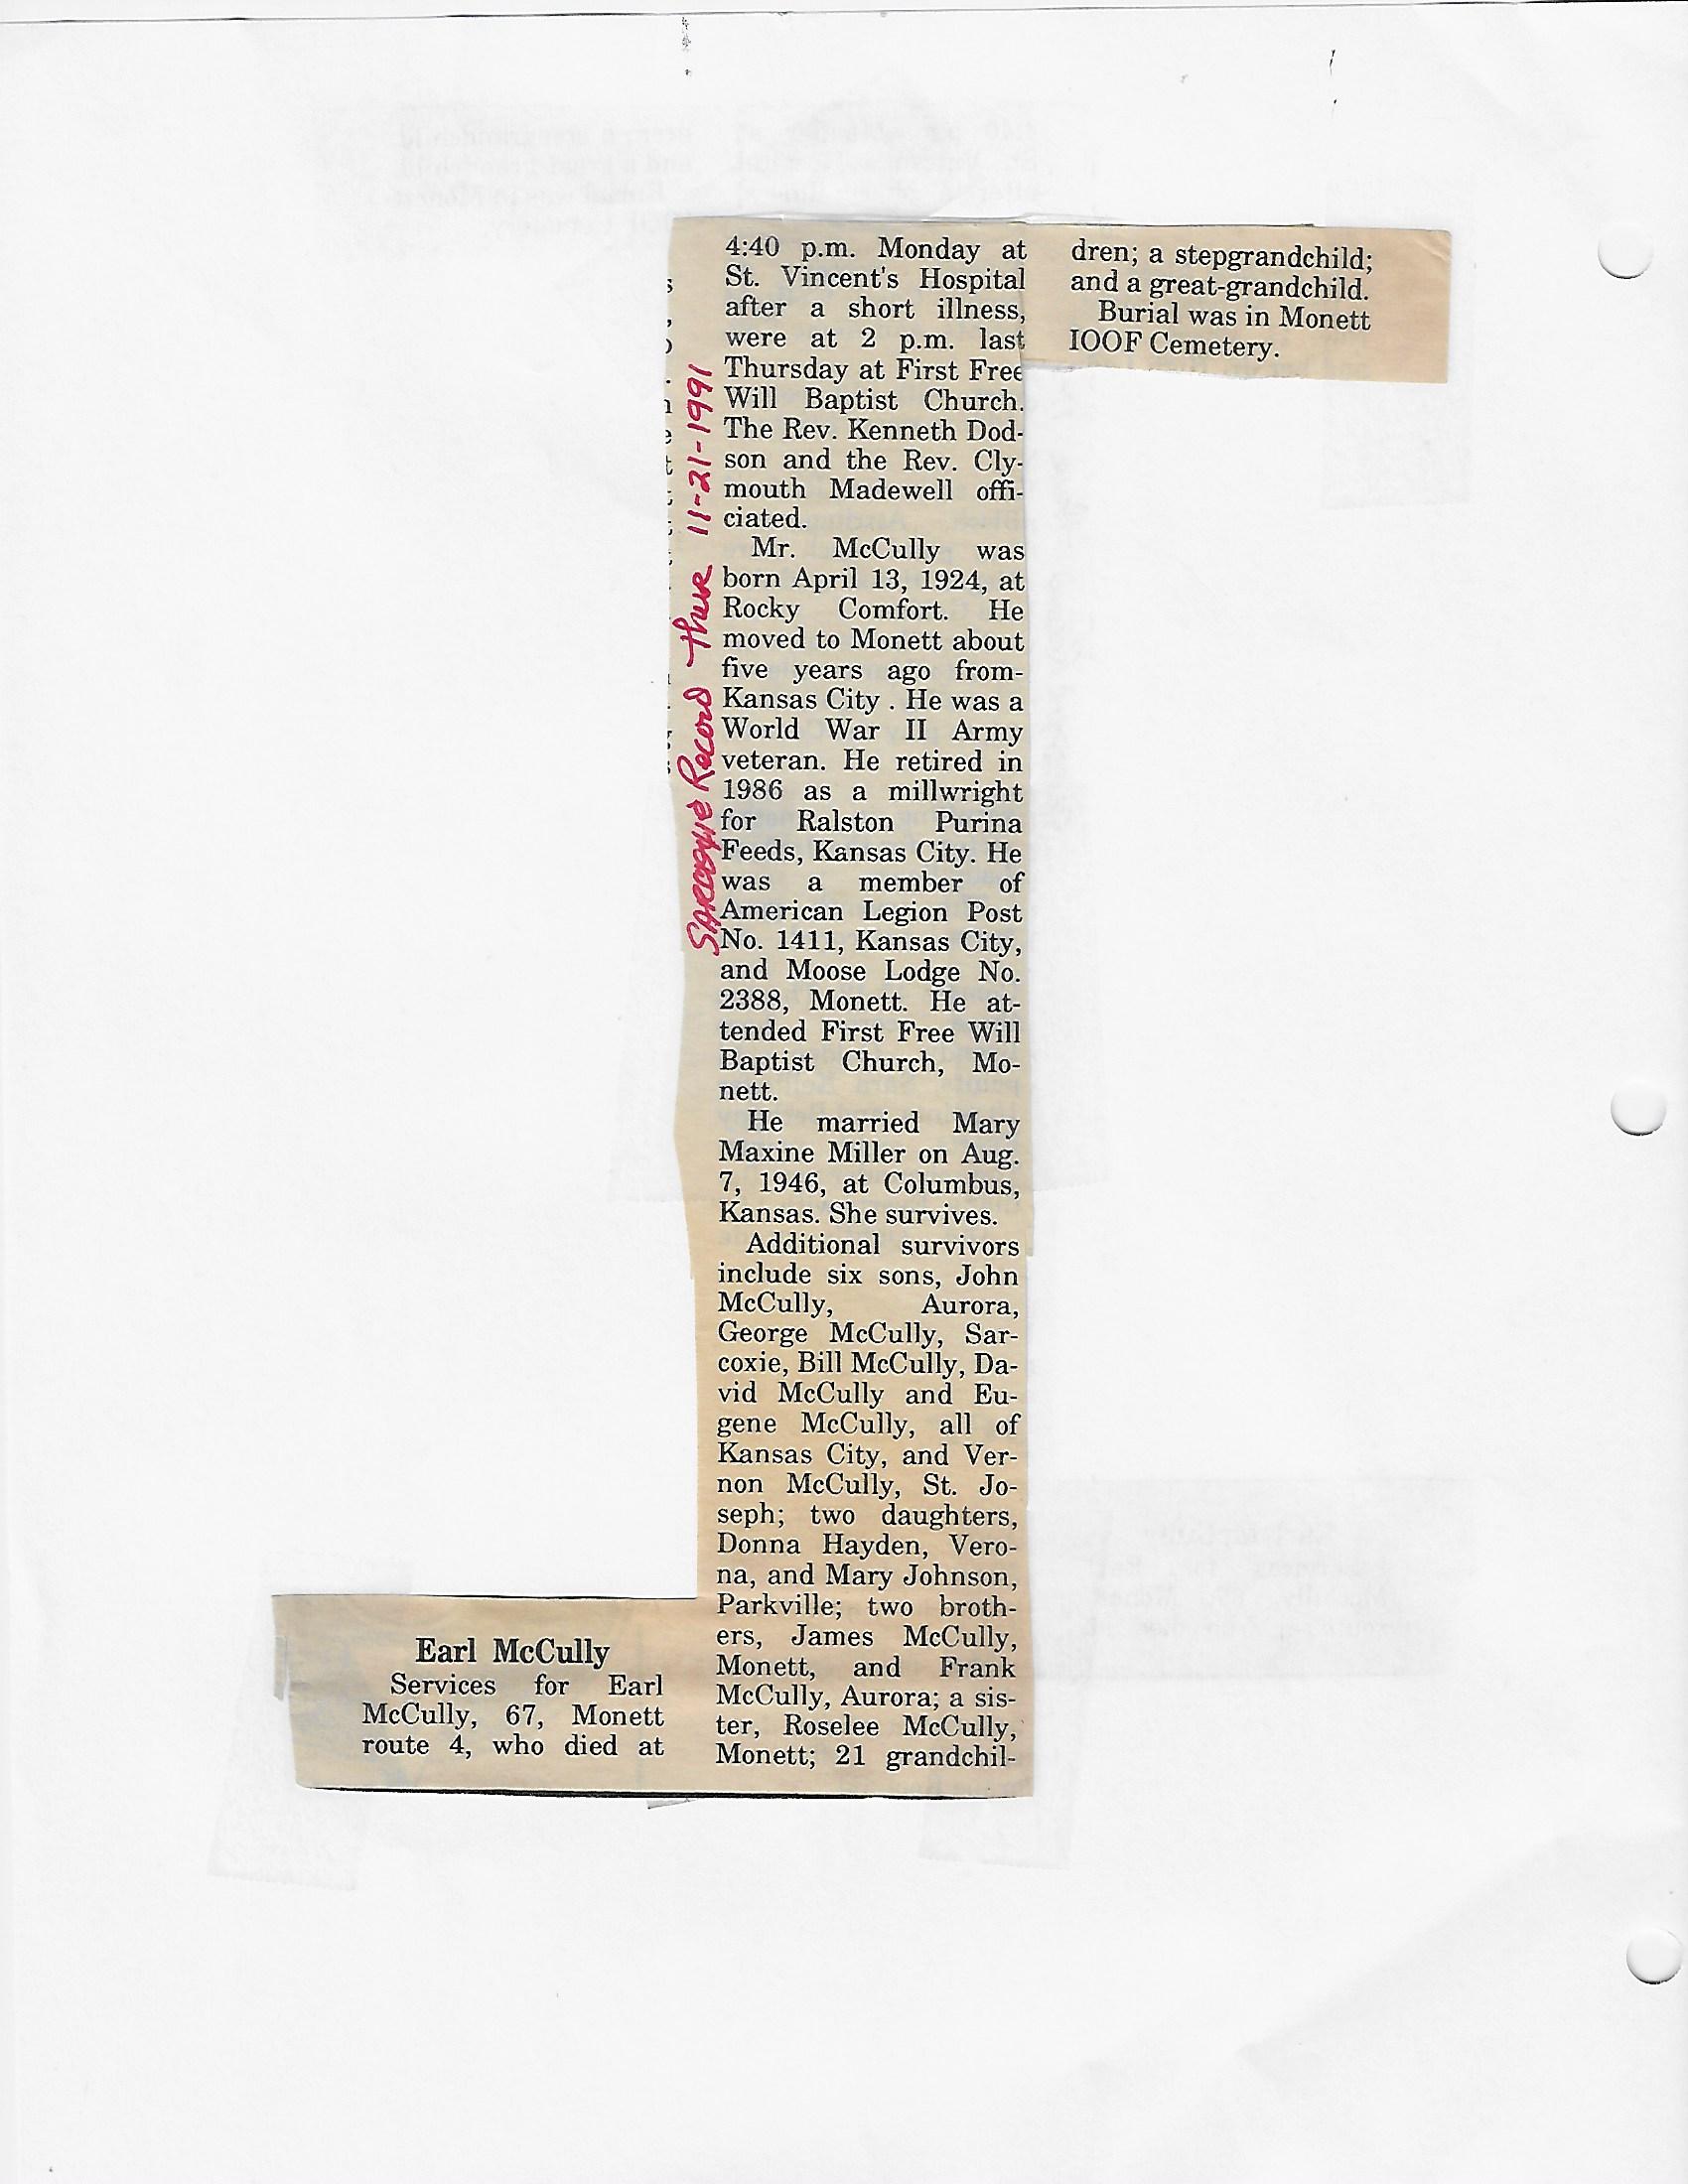 Earl McCully
Services for Earl
McCully, 67, Monett
route 4, who died at
4:40 p.m. Monday at
St. Vincent's Hospital
after a short illness,
were at 2 p.m. last
Thursday at First Free
Will Baptist Church.
The Rev. Kenneth Dod-
son and the Rev. Cly-
mouth Madewell offi-
ciated.
Mr. McCully was
born April 13, 1924, at
Rocky Comfort. He
moved to Monett about
five years ago from-
Kansas City . He was a
World War II Army
veteran. He retired in
1986 as a millwright
for Ralston Purina
Feeds, Kansas City. He
was a member of
American Legion Post
No. 1411, Kansas City,
and Moose Lodge No.
2388, Monett. He at-
tended First Free Will
Baptist Church, Mo-
nett.
He married Mary
Maxine Miller on Aug.
7, 1946, at Columbus,
Kansas. She survives.
Additional survivors
include six sons, John
McCully, Aurora,
George McCully, Sar-
coxie, Bill McCully, Da-
vid McCully and Eu-
gene McCully, all of
Kansas City, and Ver-
non McCully, St. Jo-
seph; two daughters,
Donna Hayden, Vero-
na, and Mary Johnson,
Parkville; two broth-
ers, James McCully,
Monett, and Frank
McCully, Aurora; a sis-
ter, Roselee McCully,
Monett; 21 grandchil-
dren; a stepgrandchild;
and a great-grandchild.
Burial was in Monett
IOOF Cemetery.
Sarcoxie Record Thur 11-21-1991